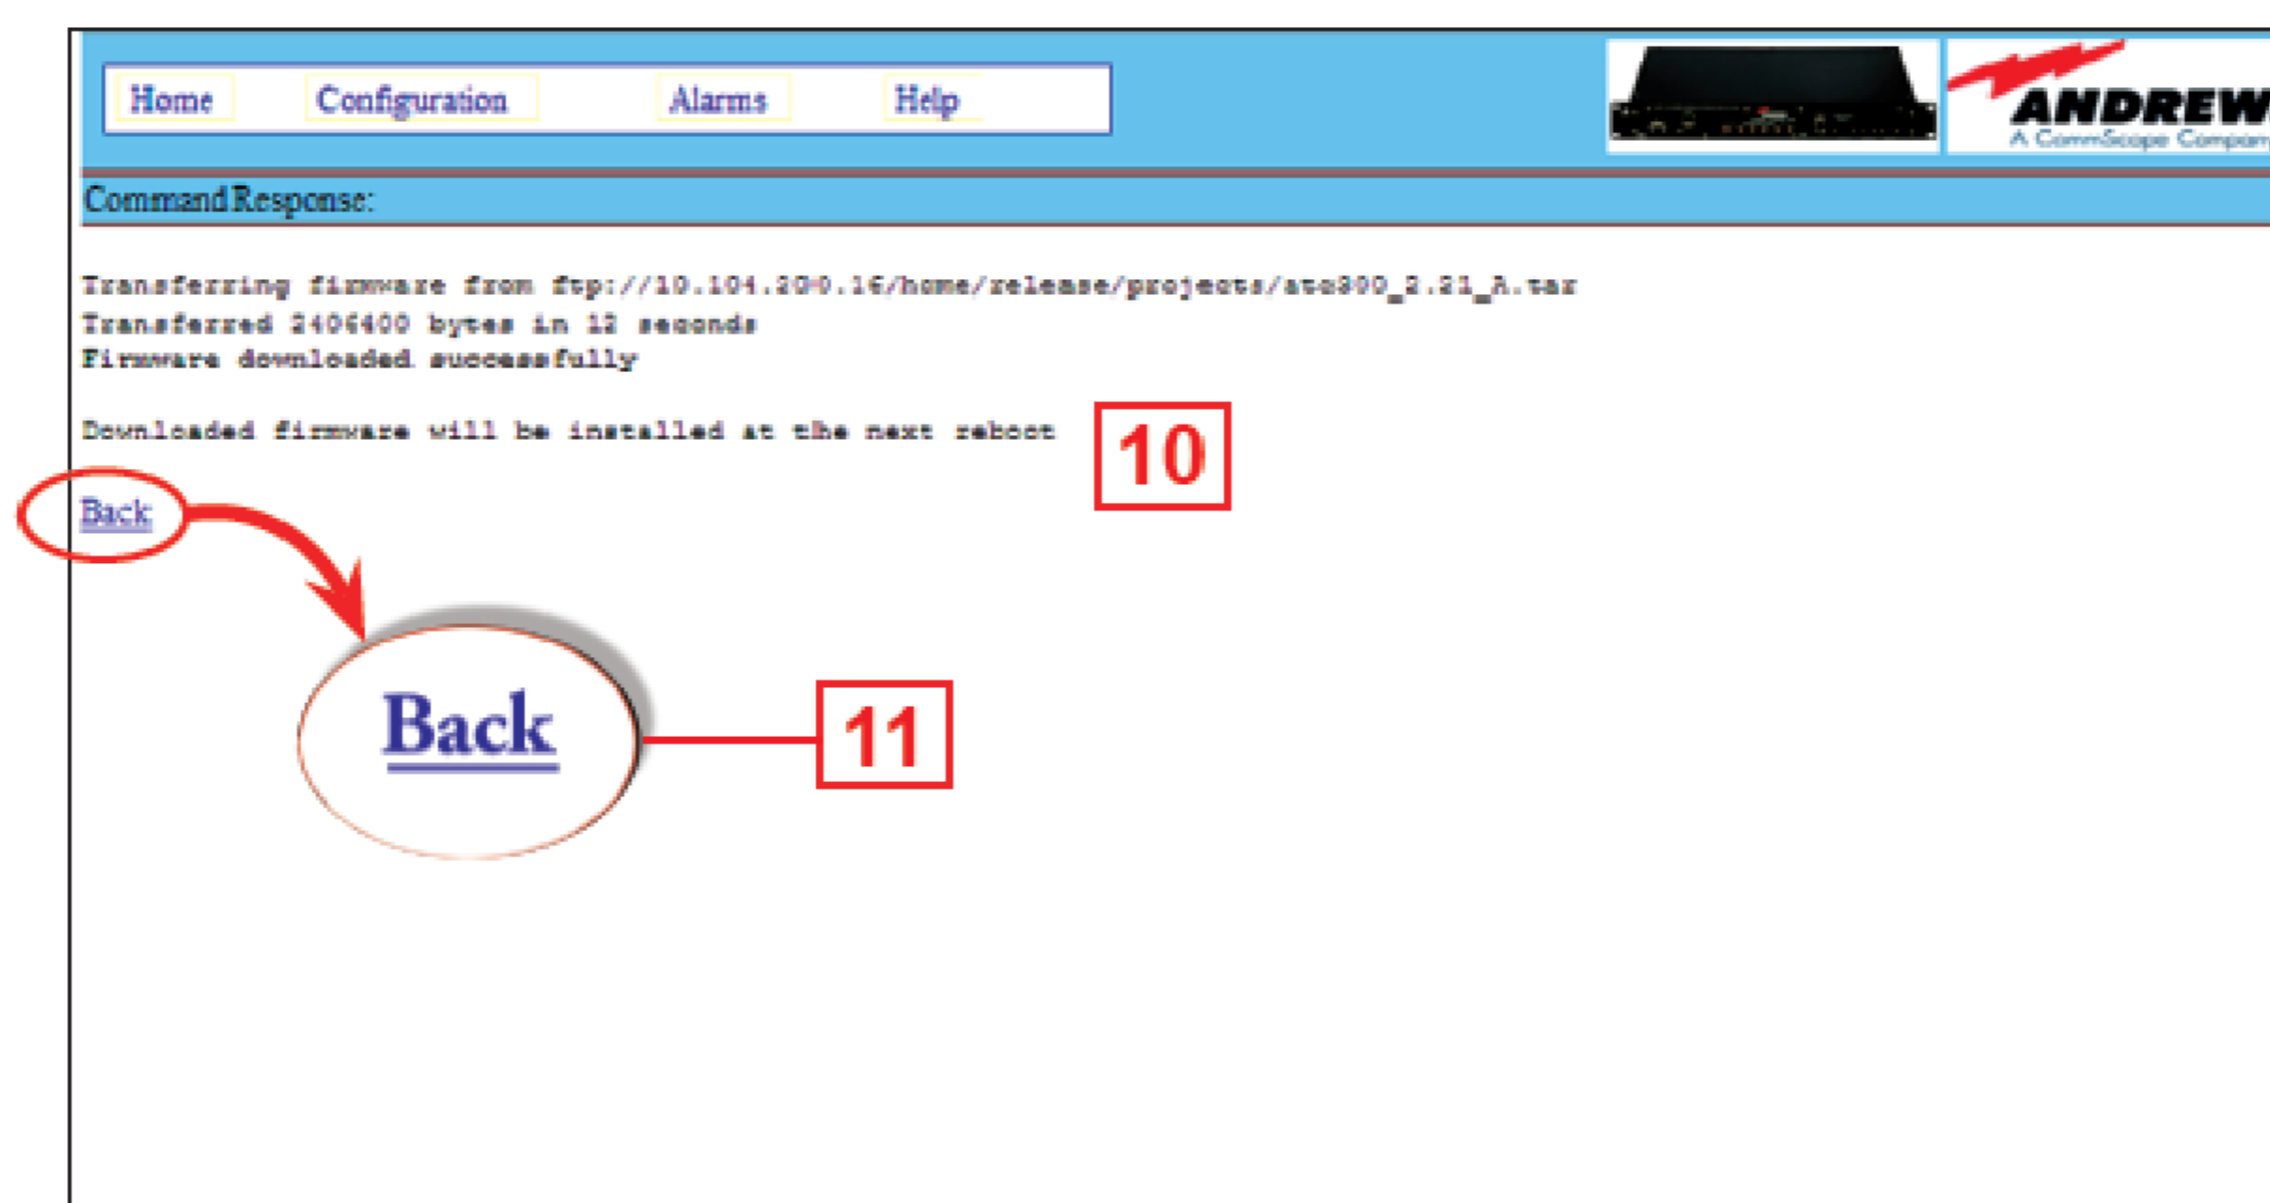 Home Configuration Alarms Help
ANDREW
A CommScope Company
Command Response:
Transferring firmware from ftp://10.104.200.16/home/release/projects/atc300_2.21_A.tar
Transferred 2406400 bytes in 12 seconds
Firmware downloaded successfully
Downloaded firmware will be installed at the next reboot
10
Back
Back
11